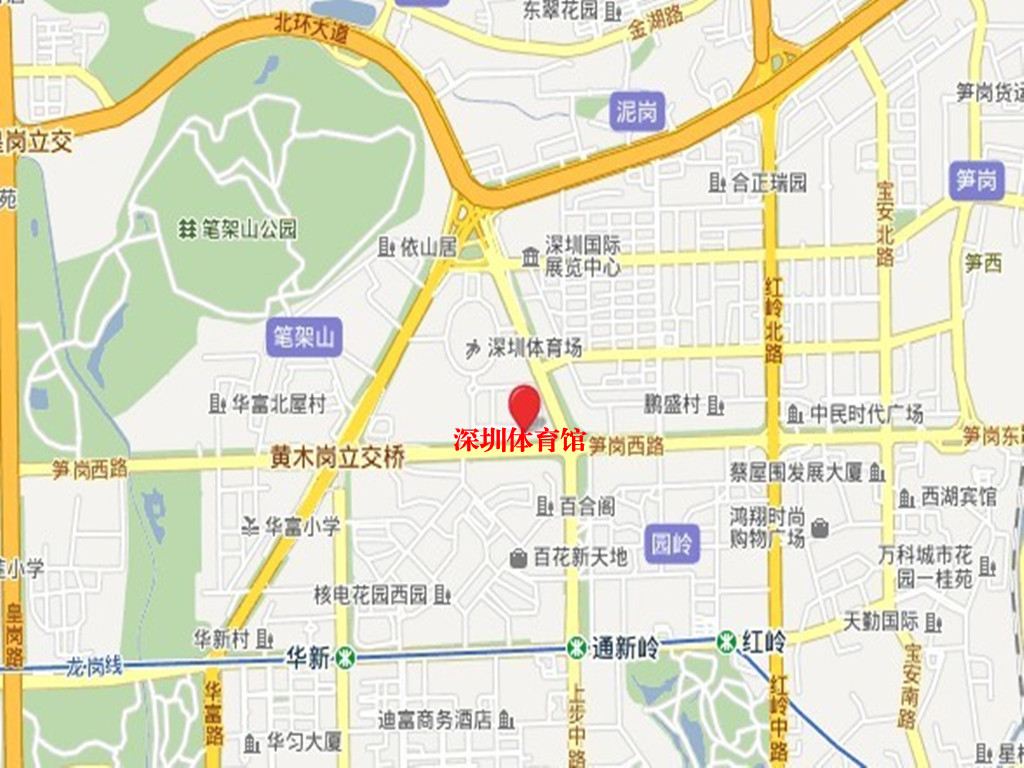 东翠花园
金湖路
北环大道
笋岗货运
泥岗
岗立交
合正瑞园
笋岗
苑
宝安北路
笔架山公园
依山居
深圳国际
展览中心
笋西
红岭北路
笔架山
深圳体育场
华富北屋村
鹏盛村
中民时代广场
深圳体育馆
笋岗西路
笋岗东路
黄木岗立交桥
笋岗西路
蔡屋围发展大厦
西湖宾馆
百合阁
鸿翔时尚
购物广场
华富小学
园岭
百花新天地
万科城市花
园一桂苑
小学
核电花园西园
皇岗路
天勤国际
华新村
通新岭
红岭
华新
龙岗线
宝安南路
华富路
上步中路
红岭中路
迪富商务酒店
华匀大厦
星